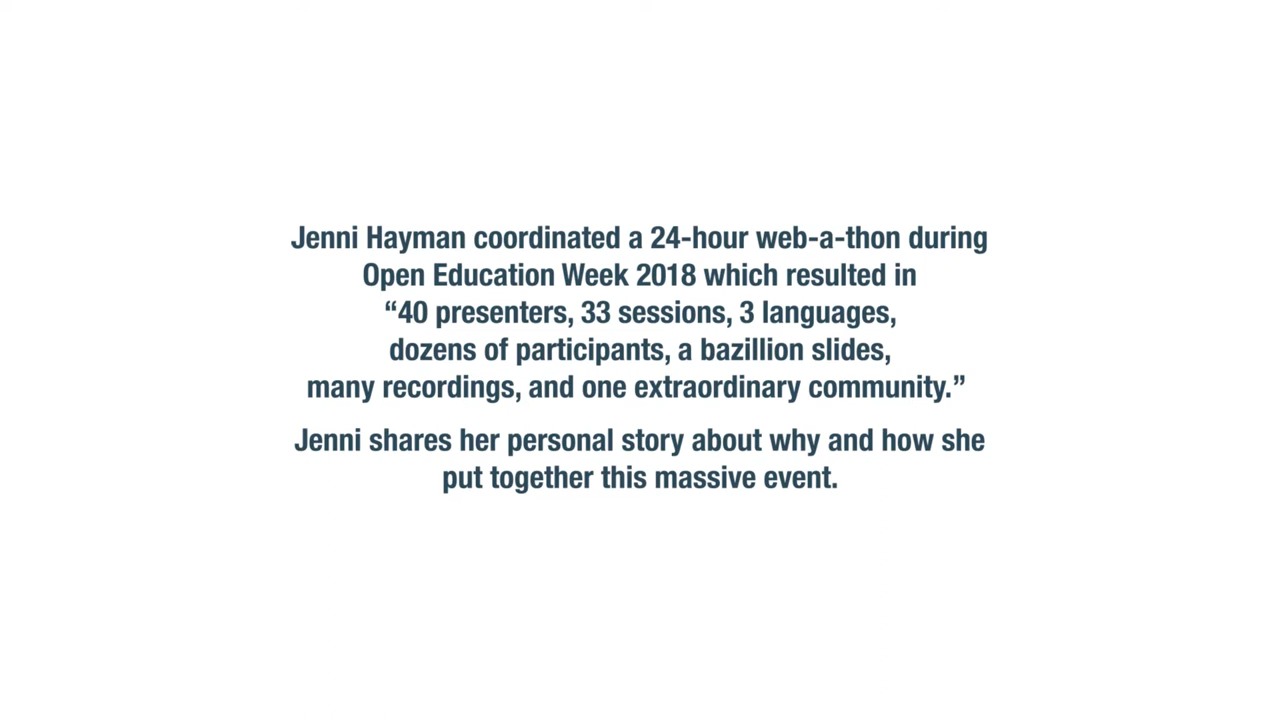 Jenni Hayman coordinated a 24-hour web-a-thon during
Open Education Week 2018 which resulted in
“40 presenters, 33 sessions, 3 languages,
dozens of participants, a bazillion slides,
many recordings, and one extraordinary community.”
Jenni shares her personal story about why and how she
put together this massive event.